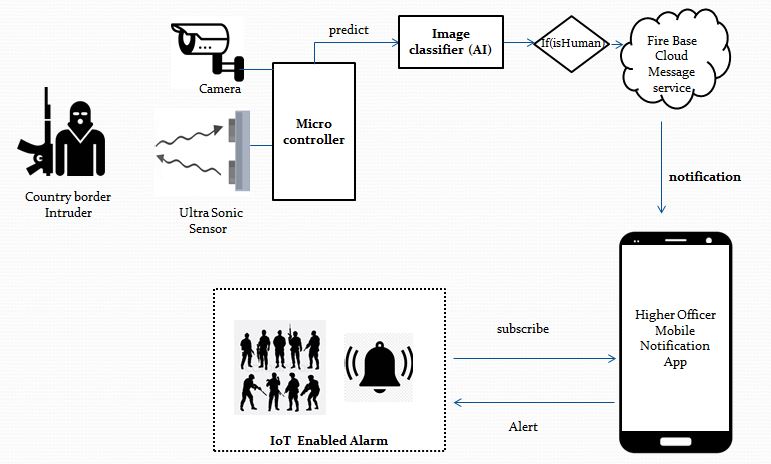 predict
Image
classifier (AI)
If(isHuman)
Fire Base
Cloud
Message
service
Camera
Micro
controller
Country border
Intruder
Ultra Sonic
Sensor
notification
Higher Officer
Mobile
Notification
App
subscribe
Alert
IoT Enabled Alarm